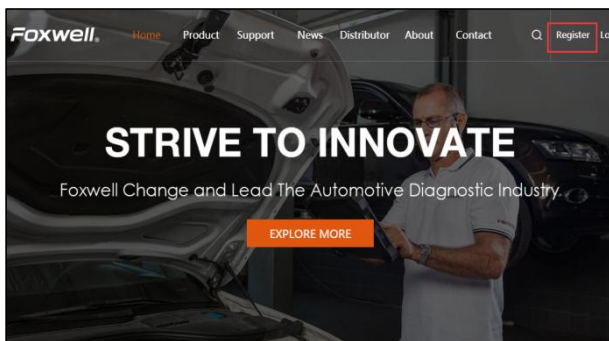 FOXWell®
Home Product Support News Distributor About Contact Register Lo
STRIVE TO INNOVATE
Foxwell Change and Lead The Automotive Diagnostic Industry
EXPLORE MORE